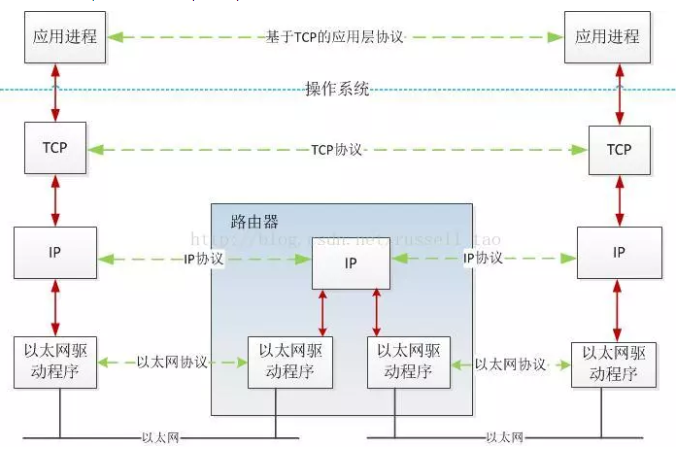 应用进程
基于TCP的应用层协议
应用进程
操作系统
TCP
TCP协议
TCP
路由器
http://blog.csdn.net/russell_tao
IP
IP协议
IP
IP协议
IP
以太网驱
动程序
以太网协议
以太网驱
动程序
以太网驱
动程序
以太网协议
以太网驱
动程序
以太网
以太网